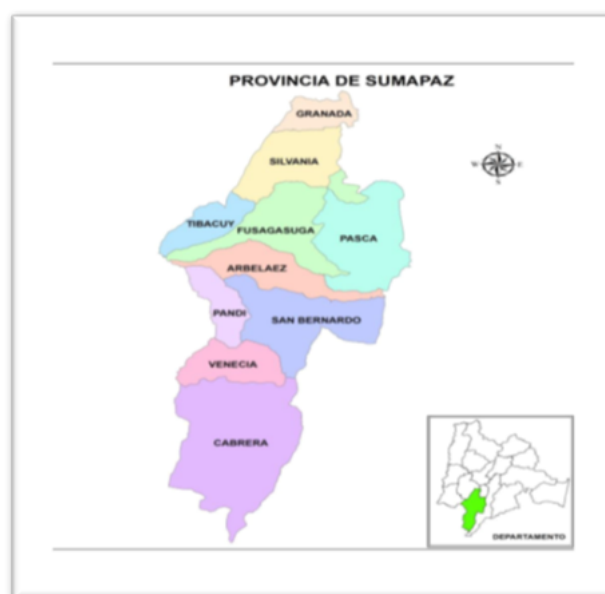 PROVINCIA DE SUMAPAZ
GRANADA
SILVANIA
N
W E
S
TIBACUY
FUSAGASUGA
PASCA
ARBELAEZ
PANDI
SAN BERNARDO
VENECIA
CABRERA
DEPARTAMENTO